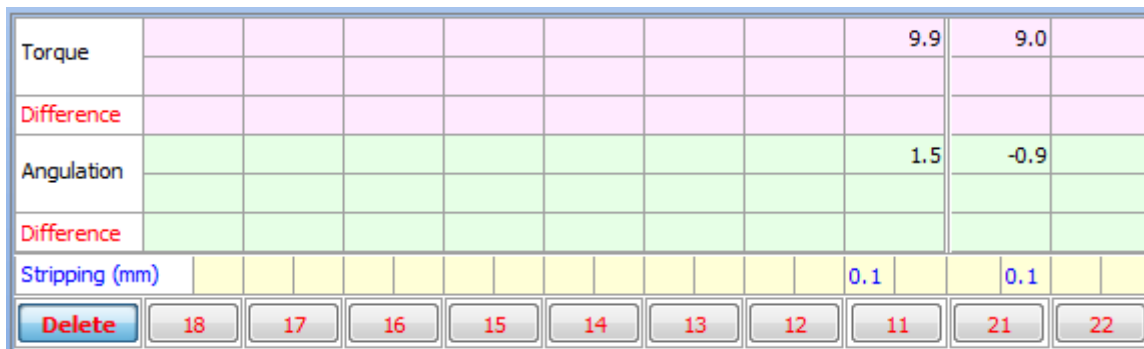 Torque 9.9 9.0
Difference
Angulation 1.5 -0.9
Difference
Stripping (mm) 0.1 0.1
Delete 18 17 16 15 14 13 12 11 21 22